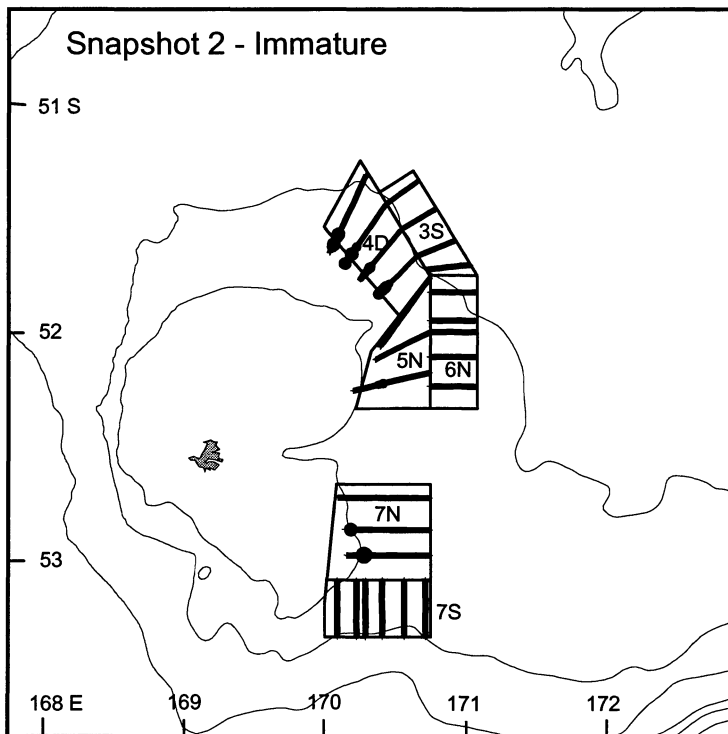 Snapshot 2 - Immature
51 S
4D
3S
52
5N
6N
7N
53
7S
168 E
169
170
171
172